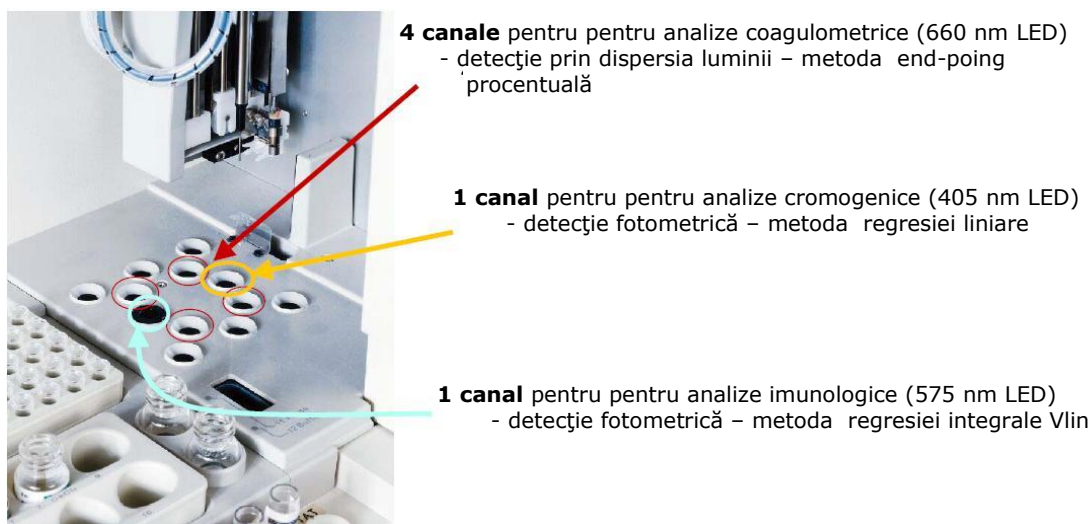 4 canale pentru pentru analize coagulometrice (660 nm LED)
- detecţie prin dispersia luminii – metoda end-poing
procentuală
1 canal pentru pentru analize cromogenice (405 nm LED)
- detecţie fotometrică – metoda regresiei liniare
1 canal pentru pentru analize imunologice (575 nm LED)
- detecţie fotometrică – metoda regresiei integrale Vlin